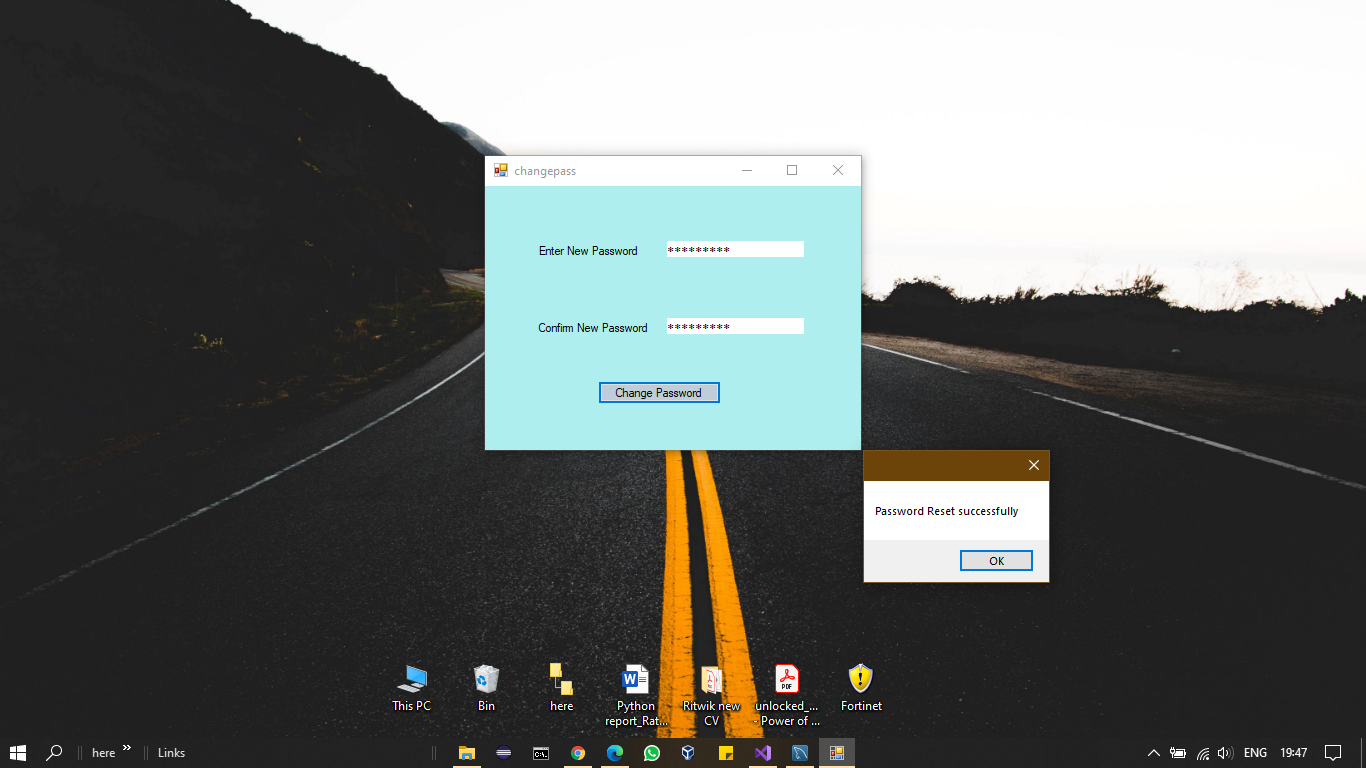 changepass
Enter New Password
*********
Confirm New Password
*********
Change Password
Password Reset successfully
OK
This PC
Bin
here
Python
report_Rat...
Ritwik new
CV
unlocked_...
- Power of ...
Fortinet
here
Links
ENG
19:47